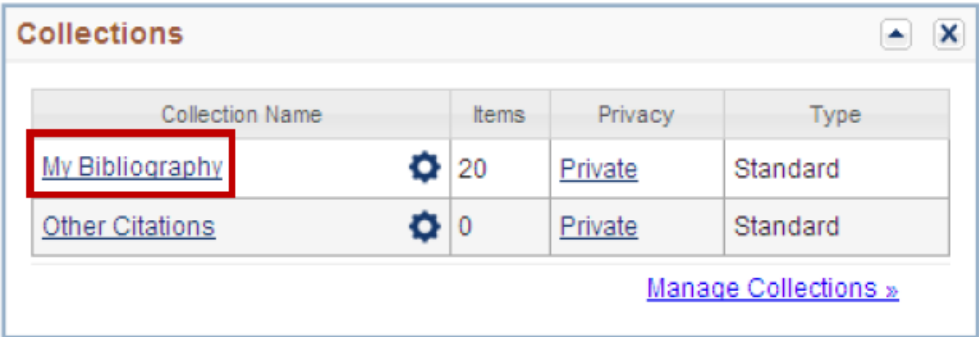 Collections
Collection Name Items Privacy Type
My Bibliography 20 Private Standard
Other Citations 0 Private Standard
Manage Collections »